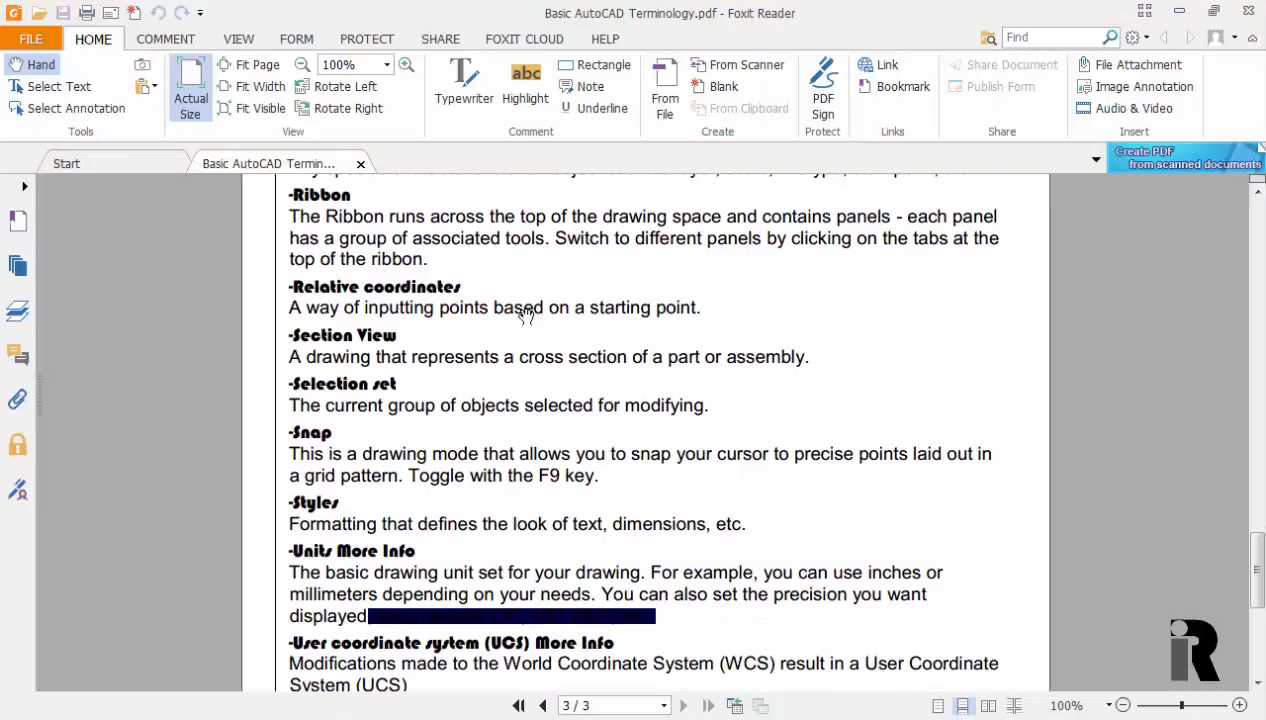 Basic AutoCAD Terminology.pdf - Foxit Reader
FILE HOME COMMENT VIEW FORM PROTECT SHARE FOXIT CLOUD HELP Find
Hand Fit Page 100% Rectangle From Scanner Link Share Document File Attachment
Select Text Fit Width Rotate Left Note Blank Bookmark Publish Form Image Annotation
Select Annotation Actual Size Fit Visible Rotate Right Typewriter abc Highlight U Underline From File From Clipboard PDF Sign Audio & Video
Tools View Comment Create Protect Links Share Insert
Start Basic AutoCAD Termin... Create PDF
from scanned documents
-Ribbon
The Ribbon runs across the top of the drawing space and contains panels - each panel
has a group of associated tools. Switch to different panels by clicking on the tabs at the
top of the ribbon.
-Relative coordinates
A way of inputting points based on a starting point.
-Section View
A drawing that represents a cross section of a part or assembly.
-Selection set
The current group of objects selected for modifying.
-Snap
This is a drawing mode that allows you to snap your cursor to precise points laid out in
a grid pattern. Toggle with the F9 key.
-Styles
Formatting that defines the look of text, dimensions, etc.
-Units More Info
The basic drawing unit set for your drawing. For example, you can use inches or
millimeters depending on your needs. You can also set the precision you want
displayed
-User coordinate system (UCS) More Info
Modifications made to the World Coordinate System (WCS) result in a User Coordinate
System (UCS)
iR
3 / 3 100%